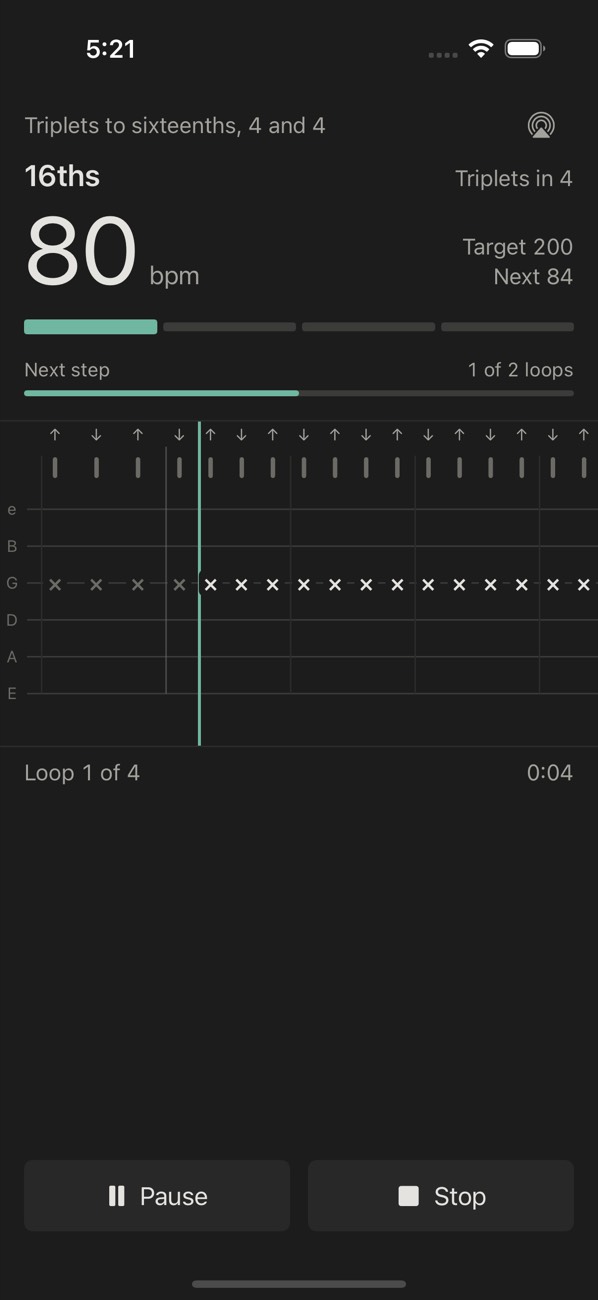 5:21
Triplets to sixteenths, 4 and 4
16ths
Triplets in 4
80 bpm
Target 200
Next 84
Next step
1 of 2 loops
↑ ↓ ↑ ↓ ↑ ↓ ↑ ↓ ↑ ↓ ↑ ↓ ↑ ↓ ↑ ↓ ↑
e
B
G × × × × × × × × × × × × × × × × ×
D
A
E
Loop 1 of 4
0:04
Pause
Stop